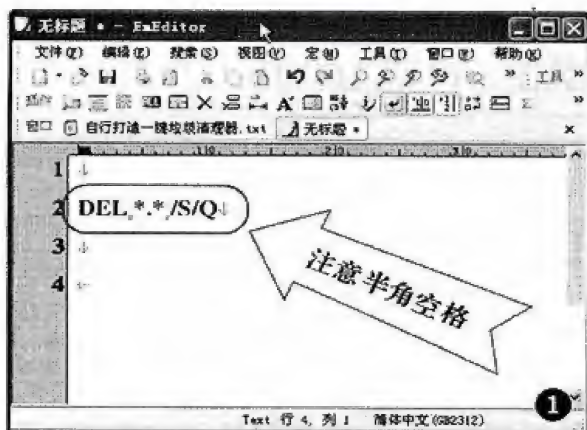 无标题 * - EmEditor
文件(F) 编辑(E) 搜索(S) 视图(V) 宏(M) 工具(T) 窗口(W) 帮助(H)
» 工具 »
插件
窗口 自行打造一键垃圾清理器.txt 无标题 * ×
1
2 DEL *.* /S/Q
3
4
注意半角空格
1
Text 行 4, 列 1 简体中文(GB2312)